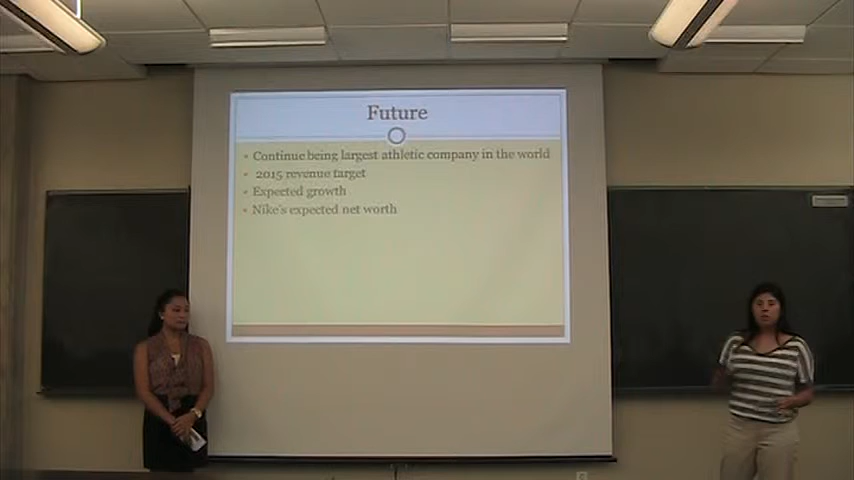 Future
Continue being largest athletic company in the world
2015 revenue target
Expected growth
Nike's expected net worth